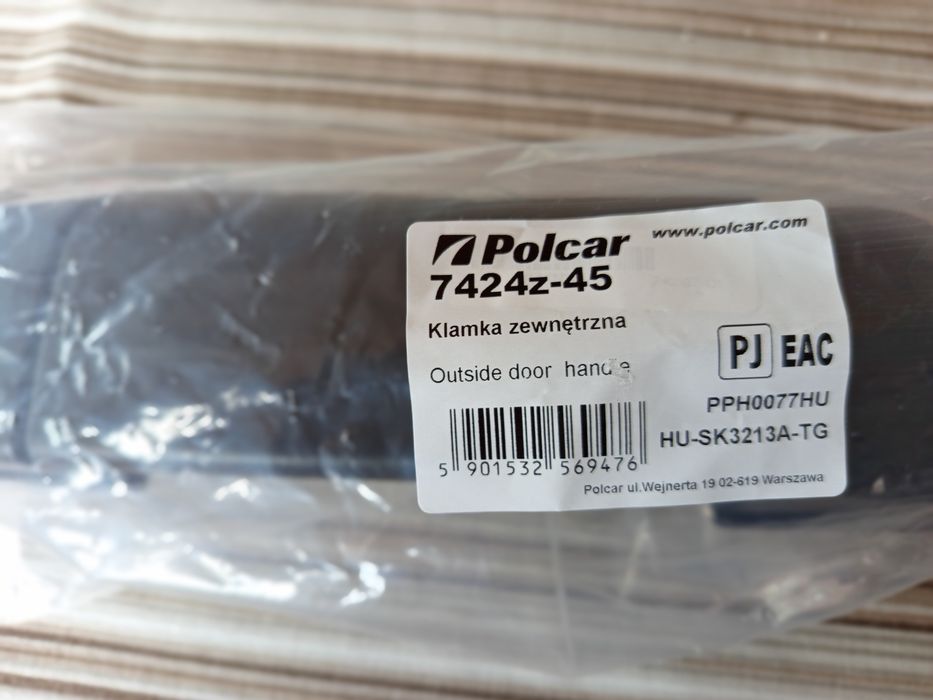 Polcar www.polcar.com
7424z-45
Klamka zewnętrzna
Outside door
PJ EAC
PPH0077HU
HU-SK3213A-TG
5 901532 569476
Polcar ul.Wejnerta 19 02-619 Warszawa